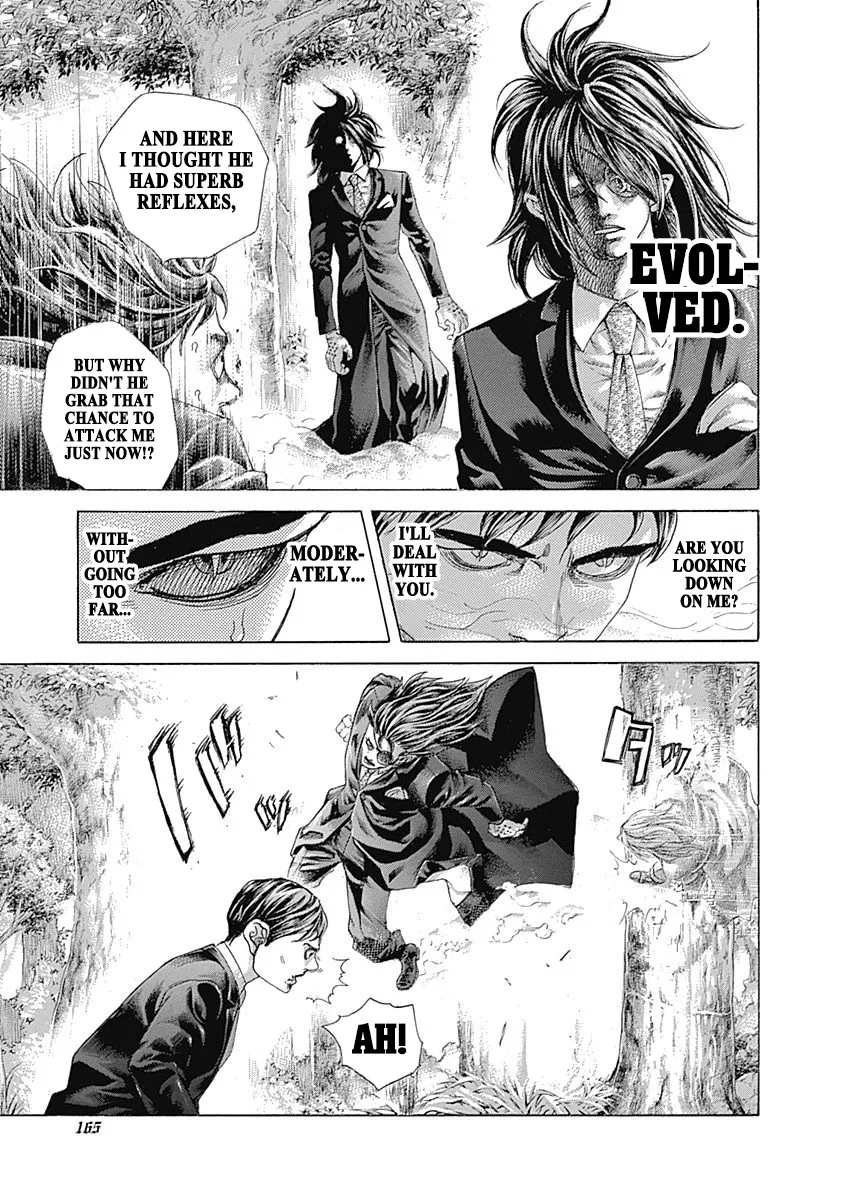 EVOL-
VED.
AND HERE
I THOUGHT HE
HAD SUPERB
REFLEXES,
BUT WHY
DIDN'T HE
GRAB THAT
CHANCE TO
ATTACK ME
JUST NOW!?
ARE YOU
LOOKING
DOWN
ON ME?
I'LL
DEAL
WITH
YOU.
MODER-
ATELY...
WITH-
OUT
GOING
TOO
FAR...
AH!
165